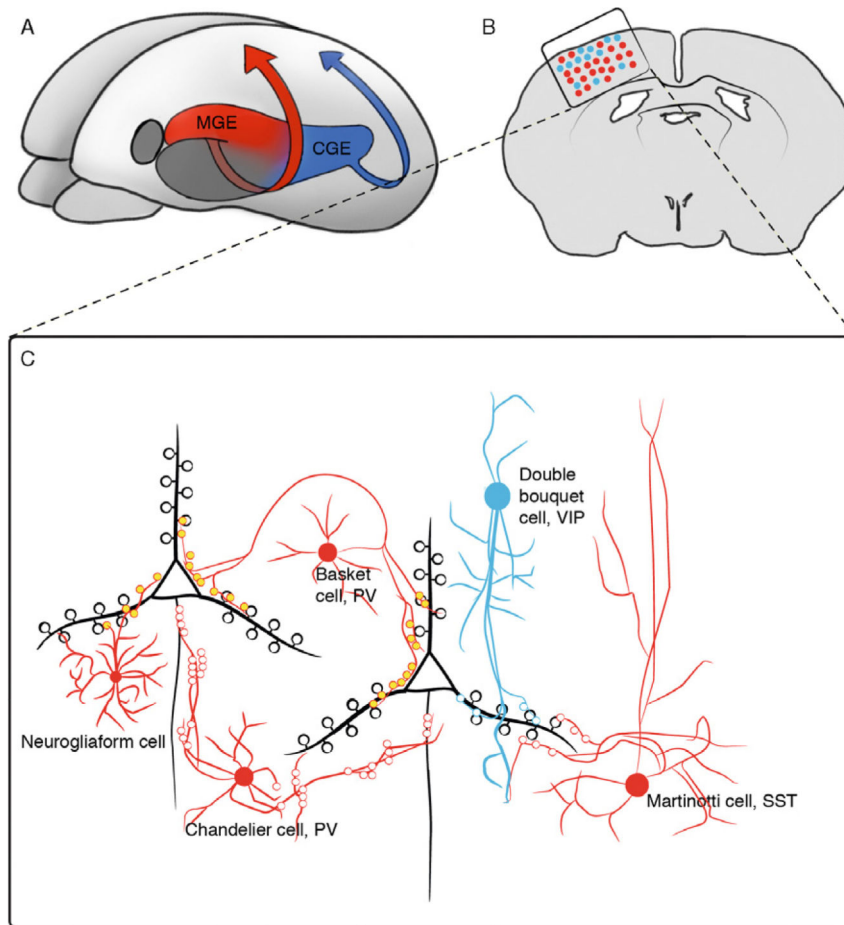 A
MGE
CGE
B
C
Double
bouquet
cell, VIP
Basket
cell, PV
Neurogliaform cell
Chandelier cell, PV
Martinotti cell, SST